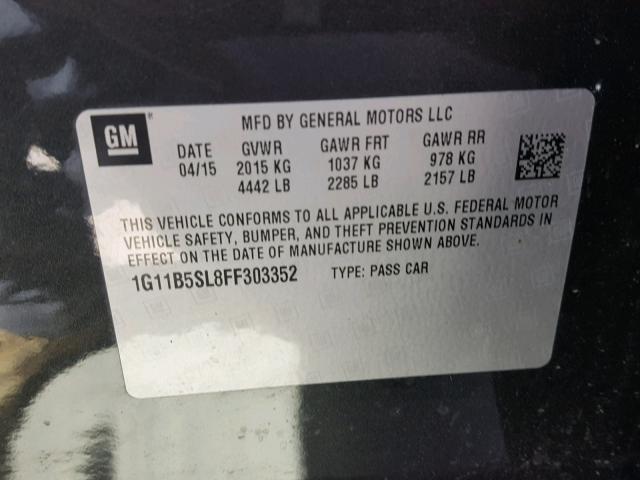 GM ®
MFD BY GENERAL MOTORS LLC
DATE GVWR GAWR FRT GAWR RR
04/15 2015 KG 1037 KG 978 KG
4442 LB 2285 LB 2157 LB
THIS VEHICLE CONFORMS TO ALL APPLICABLE U.S. FEDERAL MOTOR
VEHICLE SAFETY, BUMPER, AND THEFT PREVENTION STANDARDS IN
EFFECT ON THE DATE OF MANUFACTURE SHOWN ABOVE.
1G11B5SL8FF303352 TYPE: PASS CAR